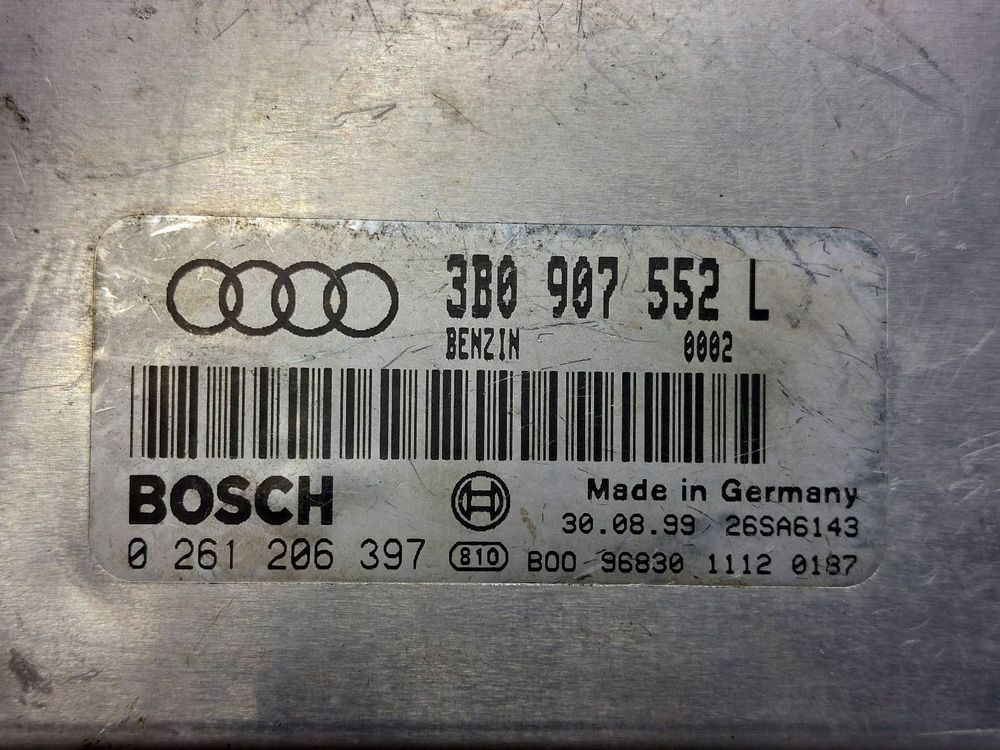 3B0 907 552 L
BENZIN 0002
BOSCH
Made in Germany
30.08.99 26SA6143
0 261 206 397 810 B00 96830 1112 0187